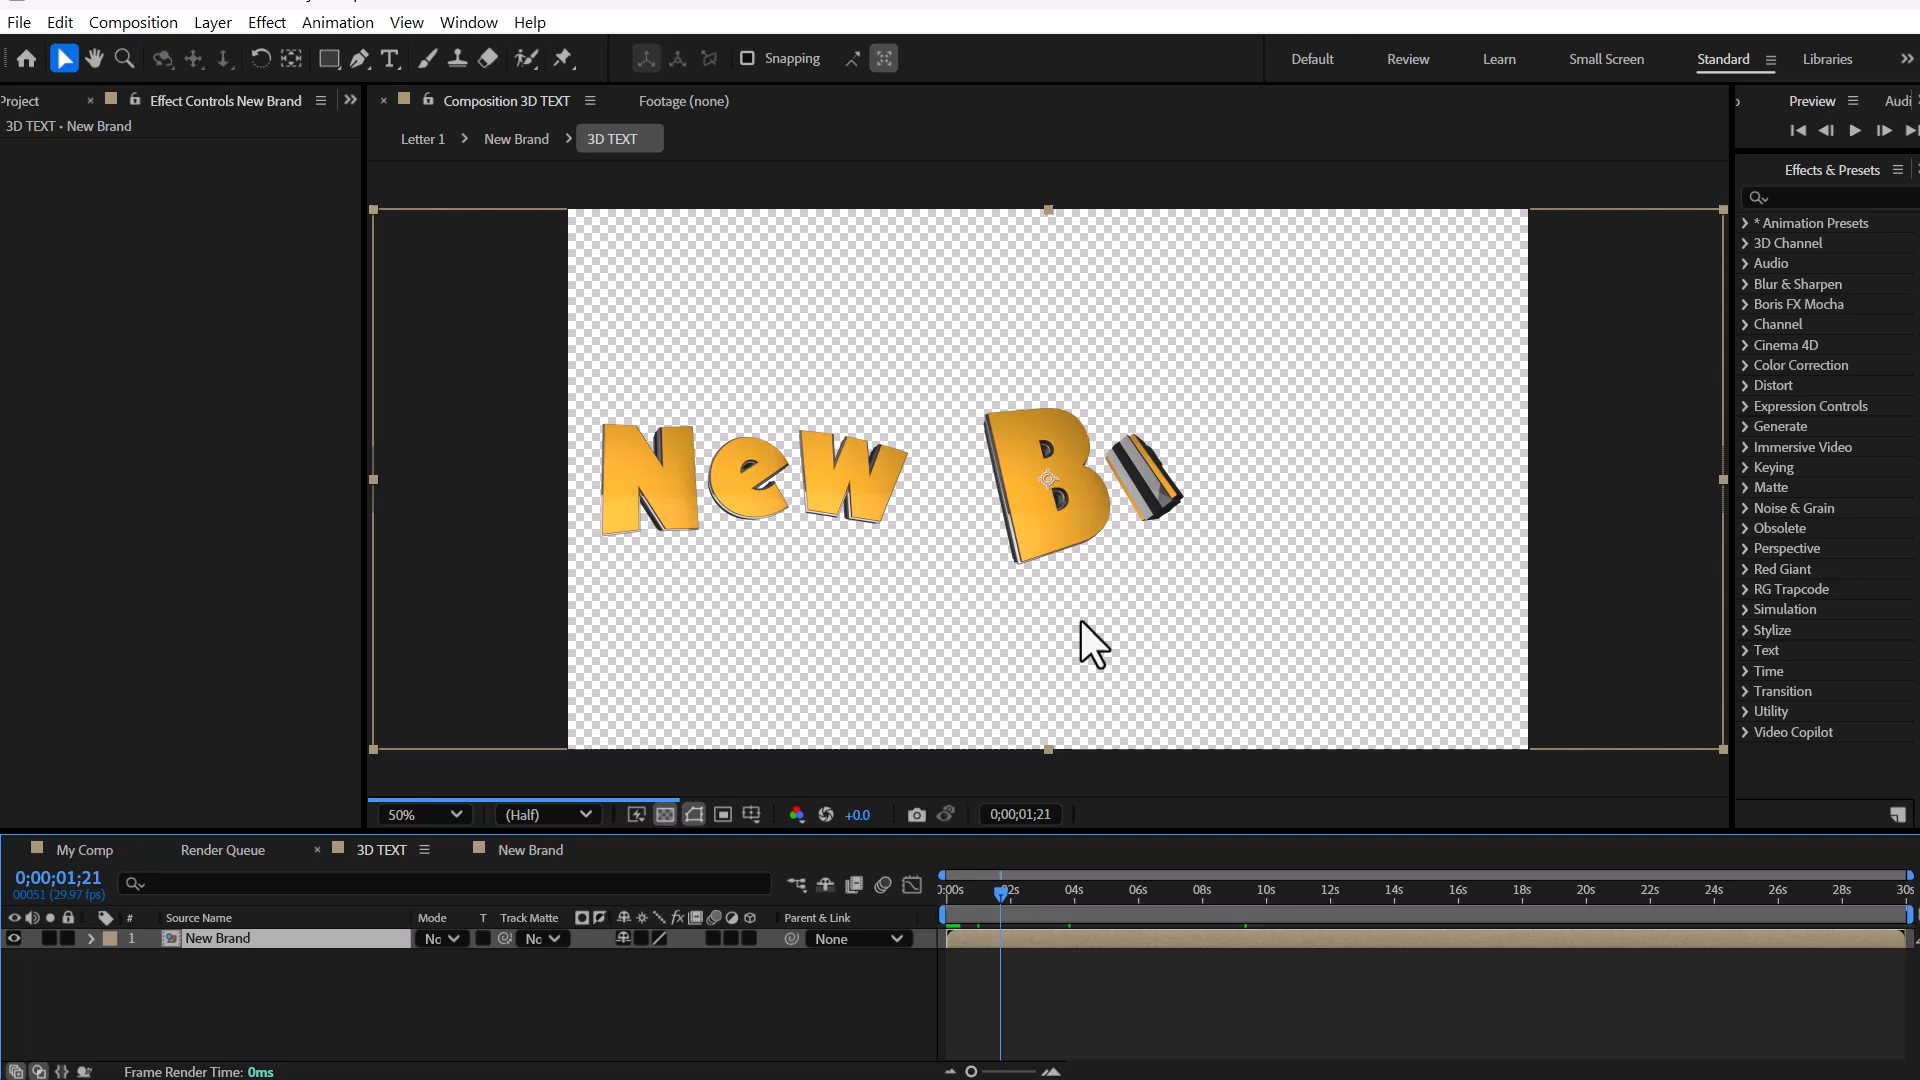 File Edit Composition Layer Effect Animation View Window Help
Snapping
Default Review Learn Small Screen Standard Libraries
Project Effect Controls New Brand
3D TEXT • New Brand
Composition 3D TEXT
Footage (none)
Letter 1 New Brand 3D TEXT
Preview
Effects & Presets
* Animation Presets
3D Channel
Audio
Blur & Sharpen
Boris FX Mocha
Channel
Cinema 4D
Color Correction
Distort
Expression Controls
Generate
Immersive Video
Keying
Matte
Noise & Grain
Obsolete
Perspective
Red Giant
RG Trapcode
Simulation
Stylize
Text
Time
Transition
Utility
Video Copilot
New B
50% (Half) +0.0 0;00;01;21
My Comp Render Queue 3D TEXT New Brand
0;00;01;21
00051 (29.97 fps)
# Source Name Mode T Track Matte Parent & Link
1 New Brand None
:00s 02s 04s 06s 08s 10s 12s 14s 16s 18s 20s 22s 24s 26s 28s 30s
Frame Render Time: 0ms